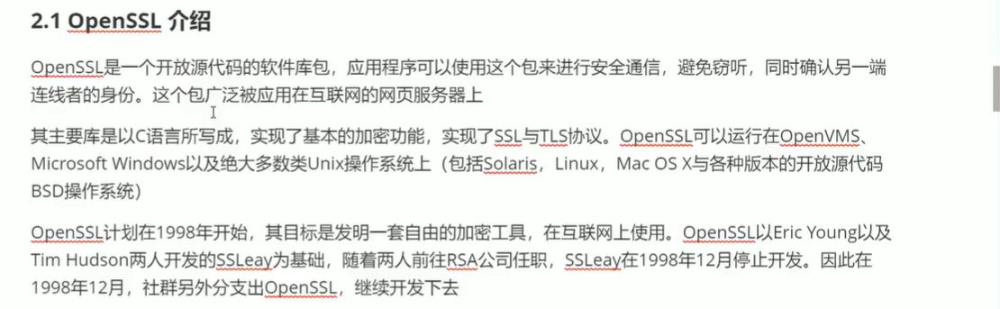 2.1 OpenSSL 介绍
OpenSSL是一个开放源代码的软件库包，应用程序可以使用这个包来进行安全通信，避免窃听，同时确认另一端
连线者的身份。这个包广泛被应用在互联网的网页服务器上
其主要库是以C语言所写成，实现了基本的加密功能，实现了SSL与TLS协议。OpenSSL可以运行在OpenVMS、
Microsoft Windows以及绝大多数类Unix操作系统上（包括Solaris，Linux，Mac OS X与各种版本的开放源代码
BSD操作系统）
OpenSSL计划在1998年开始，其目标是发明一套自由的加密工具，在互联网上使用。OpenSSL以Eric Young以及
Tim Hudson两人开发的SSLeay为基础，随着两人前往RSA公司任职，SSLeay在1998年12月停止开发。因此在
1998年12月，社群另外分支出OpenSSL，继续开发下去